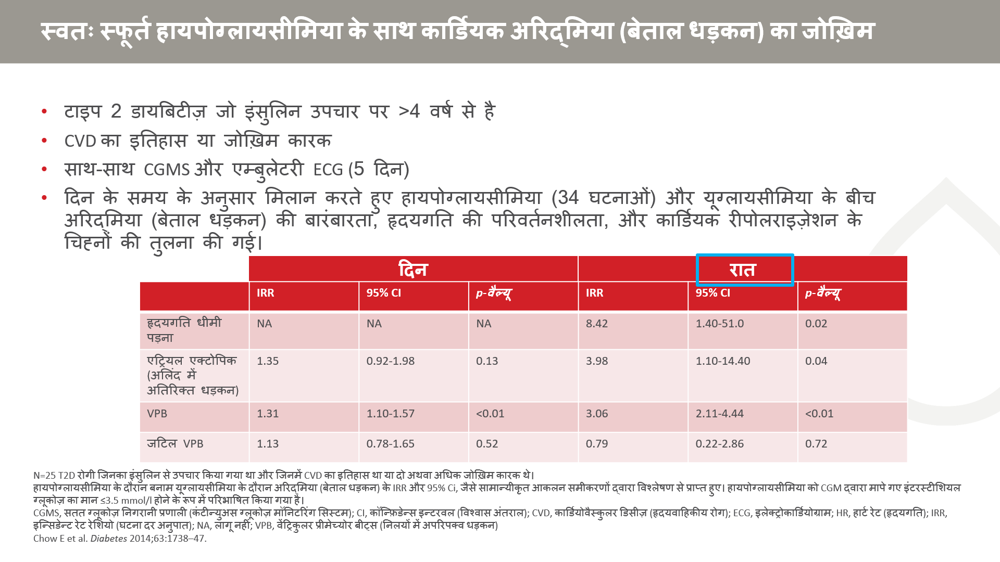 स्वतः स्फूर्त हायपोग्लायसीमिया के साथ कार्डियक अरिद्‌मिया (बेताल धड़कन) का जोख़िम
• टाइप 2 डायबिटीज़ जो इंसुलिन उपचार पर >4 वर्ष से है
• CVD का इतिहास या जोख़िम कारक
• साथ-साथ CGMS और एम्बुलेटरी ECG (5 दिन)
• दिन के समय के अनुसार मिलान करते हुए हायपोग्लायसीमिया (34 घटनाओं) और यूग्लायसीमिया के बीच
अरिद्‌मिया (बेताल धड़कन) की बारंबारता, हृदयगति की परिवर्तनशीलता, और कार्डियक रीपोलराइज़ेशन के
चिह्नों की तुलना की गई।
दिन रात
IRR 95% CI p-वैल्यू IRR 95% CI p-वैल्यू
हृदयगति धीमी
पड़ना NA NA NA 8.42 1.40-51.0 0.02
एट्रियल एक्टोपिक
(अलिंद में
अतिरिक्त धड़कन) 1.35 0.92-1.98 0.13 3.98 1.10-14.40 0.04
VPB 1.31 1.10-1.57 <0.01 3.06 2.11-4.44 <0.01
जटिल VPB 1.13 0.78-1.65 0.52 0.79 0.22-2.86 0.72
N=25 T2D रोगी जिनका इंसुलिन से उपचार किया गया था और जिनमें CVD का इतिहास था या दो अथवा अधिक जोख़िम कारक थे।
हायपोग्लायसीमिया के दौरान बनाम यूग्लायसीमिया के दौरान अरिद्‌मिया (बेताल धड़कन) के IRR और 95% Ci, जैसे सामान्यीकृत आकलन समीकरणों द्‌वारा विश्लेषण से प्राप्त हुए। हायपोग्लायसीमिया को CGM द्‌वारा मापे गए इंटरस्टीशियल
ग्लूकोज़ का मान ≤3.5 mmol/l होने के रूप में परिभाषित किया गया है।
CGMS, सतत ग्लूकोज़ निगरानी प्रणाली (कंटीन्युअस ग्लूकोज़ मॉनिटरिंग सिस्टम); CI, कॉन्फ़िडेन्स इन्टरवल (विश्वास अंतराल); CVD, कार्डियोवैस्कुलर डिसीज़ (हृदयवाहिकीय रोग); ECG, इलेक्ट्रोकार्डियोग्राम; HR, हार्ट रेट (हृदयगति); IRR,
इन्सिडेन्ट रेट रेशियो (घटना दर अनुपात); NA, लागू नहीं; VPB, वेंट्रिकुलर प्रीमेच्योर बीट्स (निलयों में अपरिपक्व धड़कन)
Chow E et al. Diabetes 2014;63:1738–47.